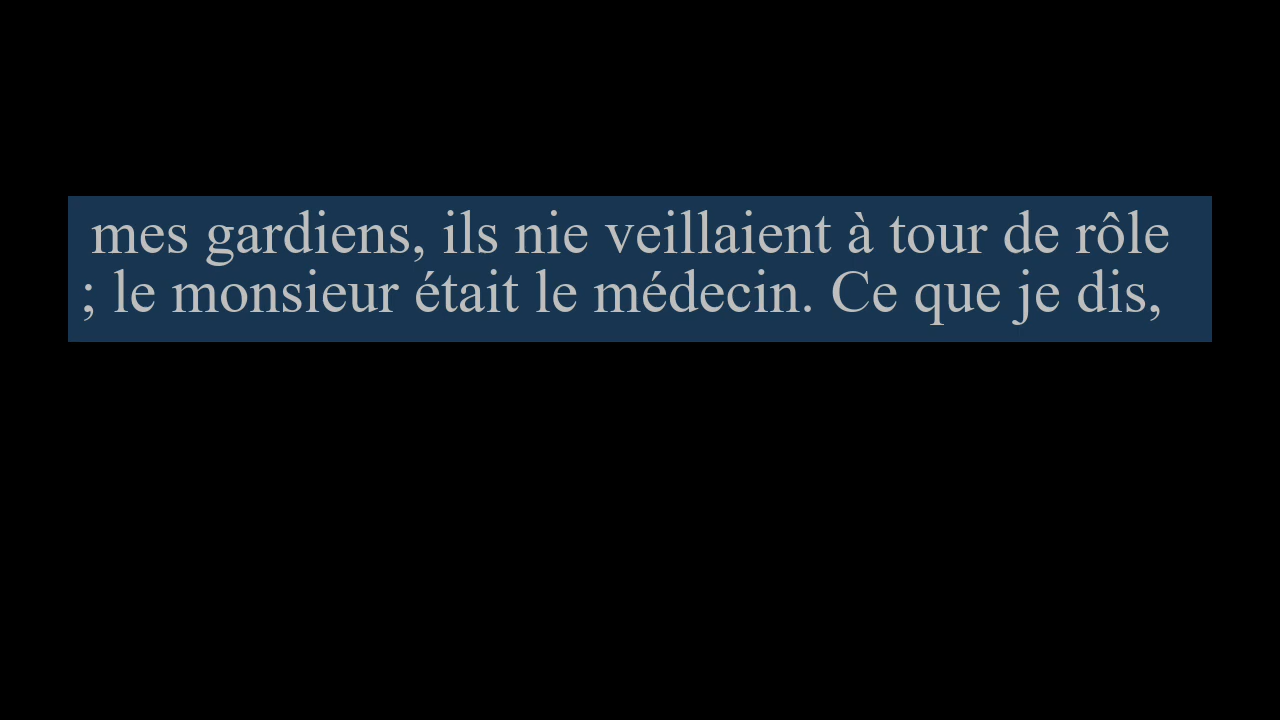 mes gardiens, ils nie veillaient à tour de rôle
; le monsieur était le médecin. Ce que je dis,